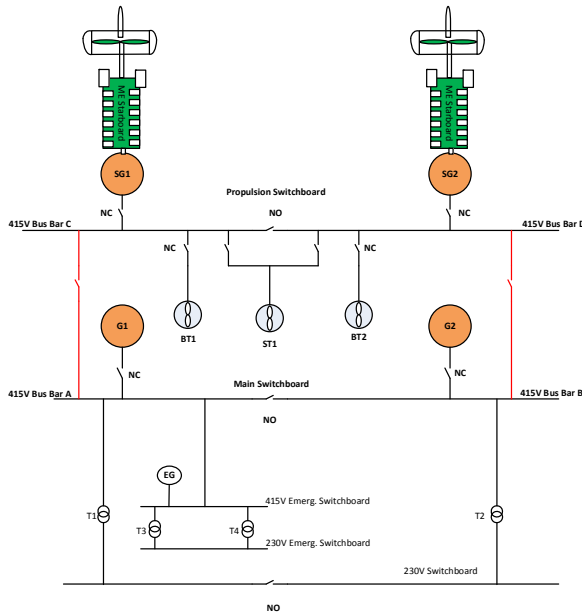 ME Starboard
ME Starboard
SG1
SG2
Propulsion Switchboard
NC
NO
NC
415V Bus Bar C
415V Bus Bar D
NC
NC
G1
G2
BT1
ST1
BT2
NC
NC
Main Switchboard
415V Bus Bar A
415V Bus Bar B
NO
EG
415V Emerg. Switchboard
T1
T3
T4
T2
230V Emerg. Switchboard
230V Switchboard
NO